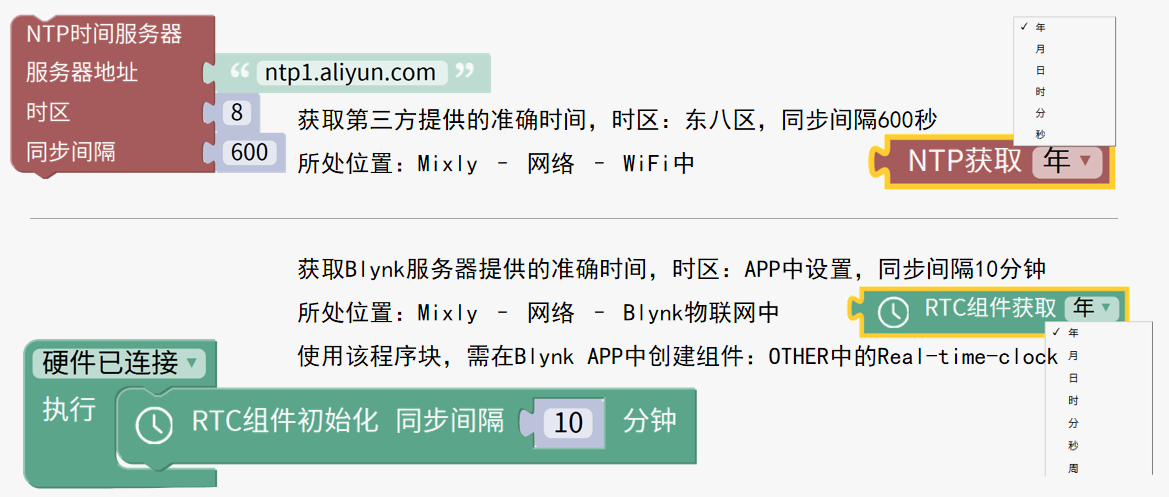 NTP时间服务器
服务器地址 “ ntp1.aliyun.com ”
时区 8
同步间隔 600
获取第三方提供的准确时间，时区：东八区，同步间隔600秒
所处位置：Mixly – 网络 – WiFi中
✓ 年
月
日
时
分
秒
NTP获取 年
获取Blynk服务器提供的准确时间，时区：APP中设置，同步间隔10分钟
所处位置：Mixly – 网络 – Blynk物联网中
使用该程序块，需在Blynk APP中创建组件：OTHER中的Real-time-clock
RTC组件获取 年
✓ 年
月
日
时
分
秒
周
硬件已连接
执行
RTC组件初始化 同步间隔 10 分钟